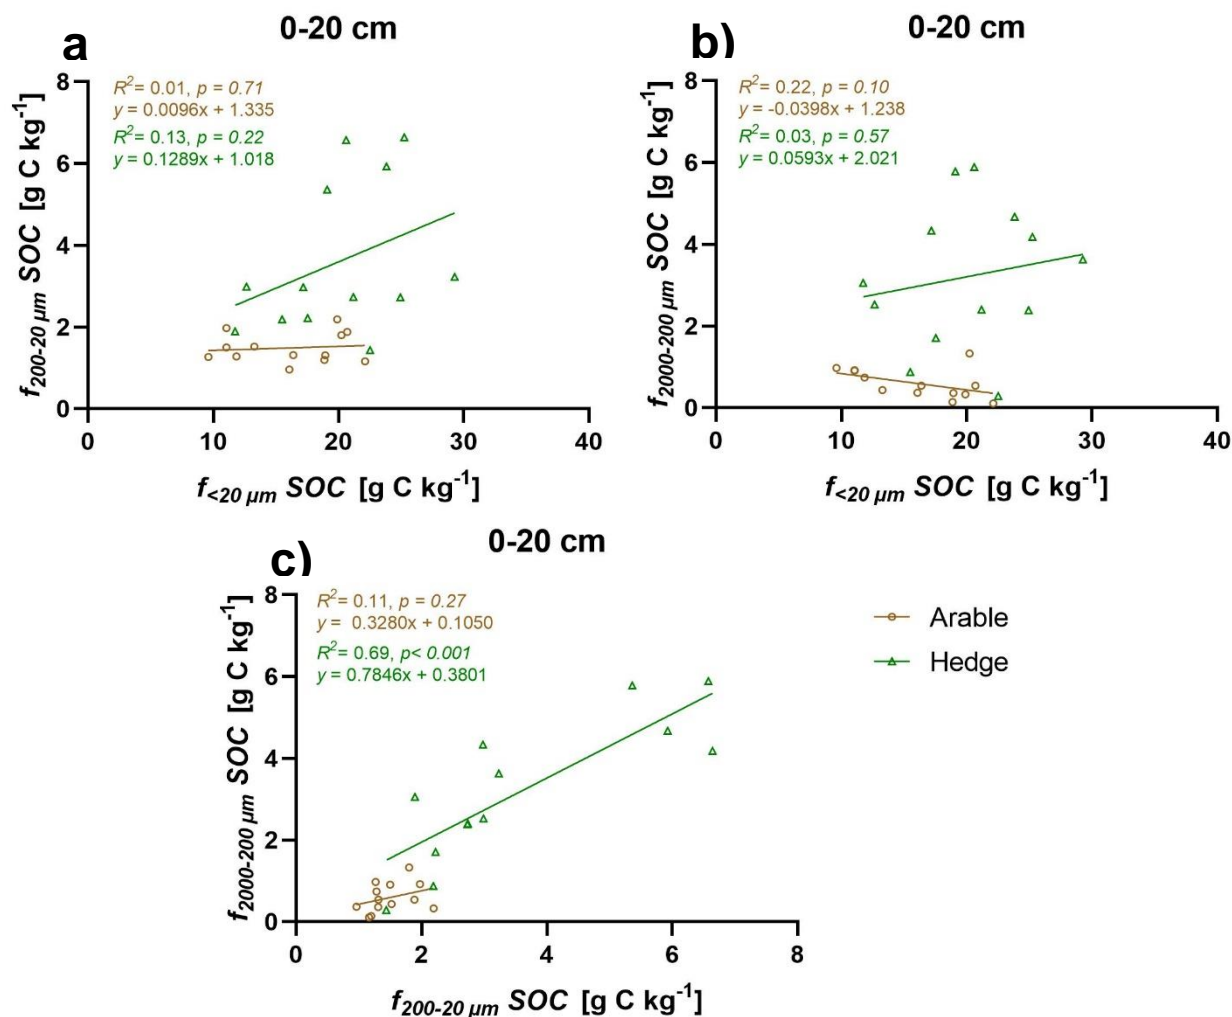 a
0-20 cm
R²= 0.01, p = 0.71
y = 0.0096x + 1.335
R²= 0.13, p = 0.22
y = 0.1289x + 1.018
f200-20 µm SOC [g C kg-1]
8
6
4
2
0
0 10 20 30 40
f<20 µm SOC [g C kg-1]
b)
0-20 cm
R²= 0.22, p = 0.10
y = -0.0398x + 1.238
R²= 0.03, p = 0.57
y = 0.0593x + 2.021
f2000-200 µm SOC [g C kg-1]
8
6
4
2
0
0 10 20 30 40
f<20 µm SOC [g C kg-1]
c)
0-20 cm
R²= 0.11, p = 0.27
y = 0.3280x + 0.1050
R²= 0.69, p< 0.001
y = 0.7846x + 0.3801
f2000-200 µm SOC [g C kg-1]
8
6
4
2
0
0 2 4 6 8
f200-20 µm SOC [g C kg-1]
Arable
Hedge